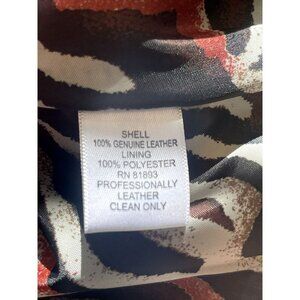 SHELL
100% GENUINE LEATHER
LINING
100% POLYESTER
RN 81803
PROFESSIONALLY
LEATHER
CLEAN ONLY